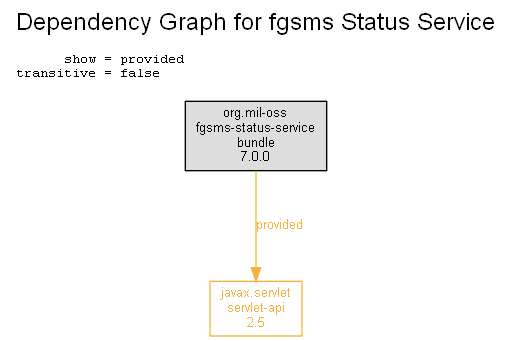 Dependency Graph for fgsms Status Service
show = provided
transitive = false
org.mil-oss
fgsms-status-service
bundle
7.0.0
provided
javax.servlet
servlet-api
2.5